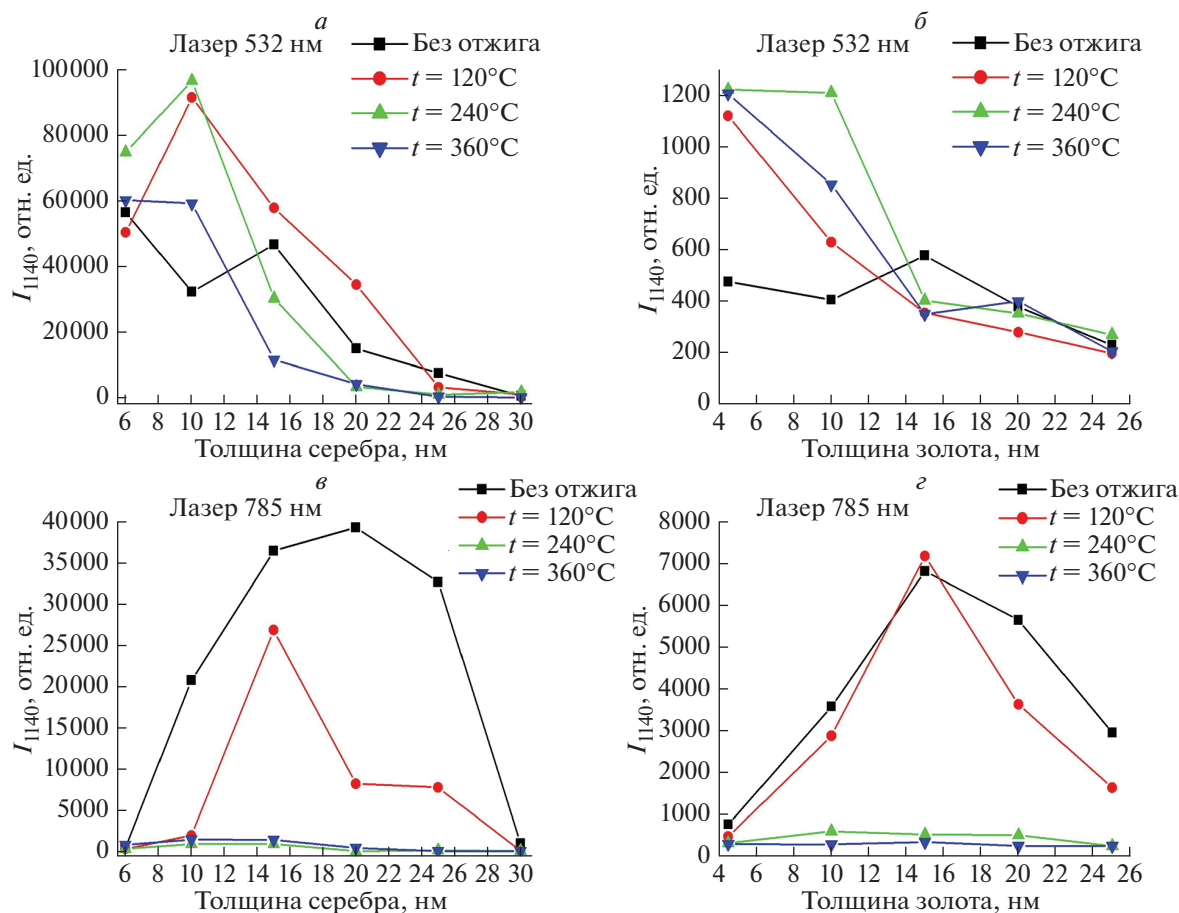 а
Лазер 532 нм
Без отжига
t = 120°C
t = 240°C
t = 360°C
100000
80000
60000
40000
20000
0
I1140, отн. ед.
6 8 10 12 14 16 18 20 22 24 26 28 30
Толщина серебра, нм
б
Лазер 532 нм
Без отжига
t = 120°C
t = 240°C
t = 360°C
1200
1000
800
600
400
200
0
I1140, отн. ед.
4 6 8 10 12 14 16 18 20 22 24 26
Толщина золота, нм
в
Лазер 785 нм
Без отжига
t = 120°C
t = 240°C
t = 360°C
40000
35000
30000
25000
20000
15000
10000
5000
0
I1140, отн. ед.
6 8 10 12 14 16 18 20 22 24 26 28 30
Толщина серебра, нм
г
Лазер 785 нм
Без отжига
t = 120°C
t = 240°C
t = 360°C
8000
7000
6000
5000
4000
3000
2000
1000
0
I1140, отн. ед.
4 6 8 10 12 14 16 18 20 22 24 26
Толщина золота, нм